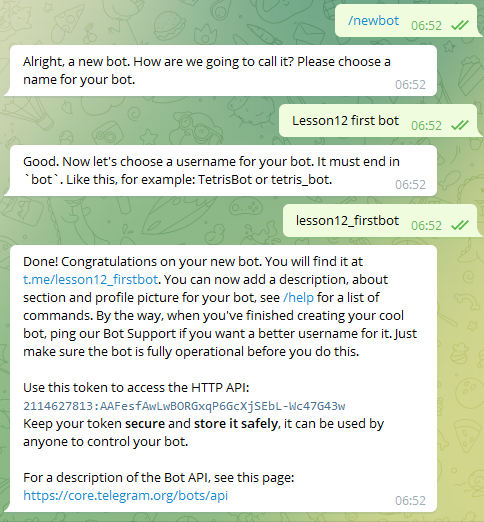 /newbot 06:52
Alright, a new bot. How are we going to call it? Please choose a
name for your bot.
06:52
Lesson12 first bot 06:52
Good. Now let's choose a username for your bot. It must end in
`bot`. Like this, for example: TetrisBot or tetris_bot.
06:52
lesson12_firstbot 06:52
Done! Congratulations on your new bot. You will find it at
t.me/lesson12_firstbot. You can now add a description, about
section and profile picture for your bot, see /help for a list of
commands. By the way, when you've finished creating your cool
bot, ping our Bot Support if you want a better username for it. Just
make sure the bot is fully operational before you do this.
Use this token to access the HTTP API:
2114627813:AAFesfAwLwBORGxqP6GcXjSEbL-Wc47G43w
Keep your token secure and store it safely, it can be used by
anyone to control your bot.
For a description of the Bot API, see this page:
https://core.telegram.org/bots/api
06:52